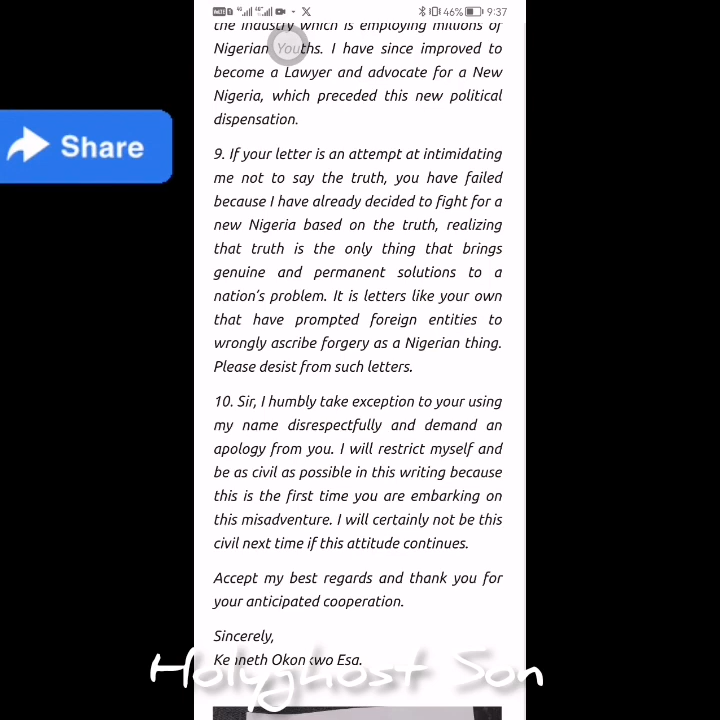 46% 9:37
the industry which is employing millions of
Nigerian Youths. I have since improved to
become a Lawyer and advocate for a New
Nigeria, which preceded this new political
dispensation.
Share
9. If your letter is an attempt at intimidating
me not to say the truth, you have failed
because I have already decided to fight for a
new Nigeria based on the truth, realizing
that truth is the only thing that brings
genuine and permanent solutions to a
nation's problem. It is letters like your own
that have prompted foreign entities to
wrongly ascribe forgery as a Nigerian thing.
Please desist from such letters.
10. Sir, I humbly take exception to your using
my name disrespectfully and demand an
apology from you. I will restrict myself and
be as civil as possible in this writing because
this is the first time you are embarking on
this misadventure. I will certainly not be this
civil next time if this attitude continues.
Accept my best regards and thank you for
your anticipated cooperation.
Sincerely,
Kenneth Okonkwo Esq.
Holyghost Son